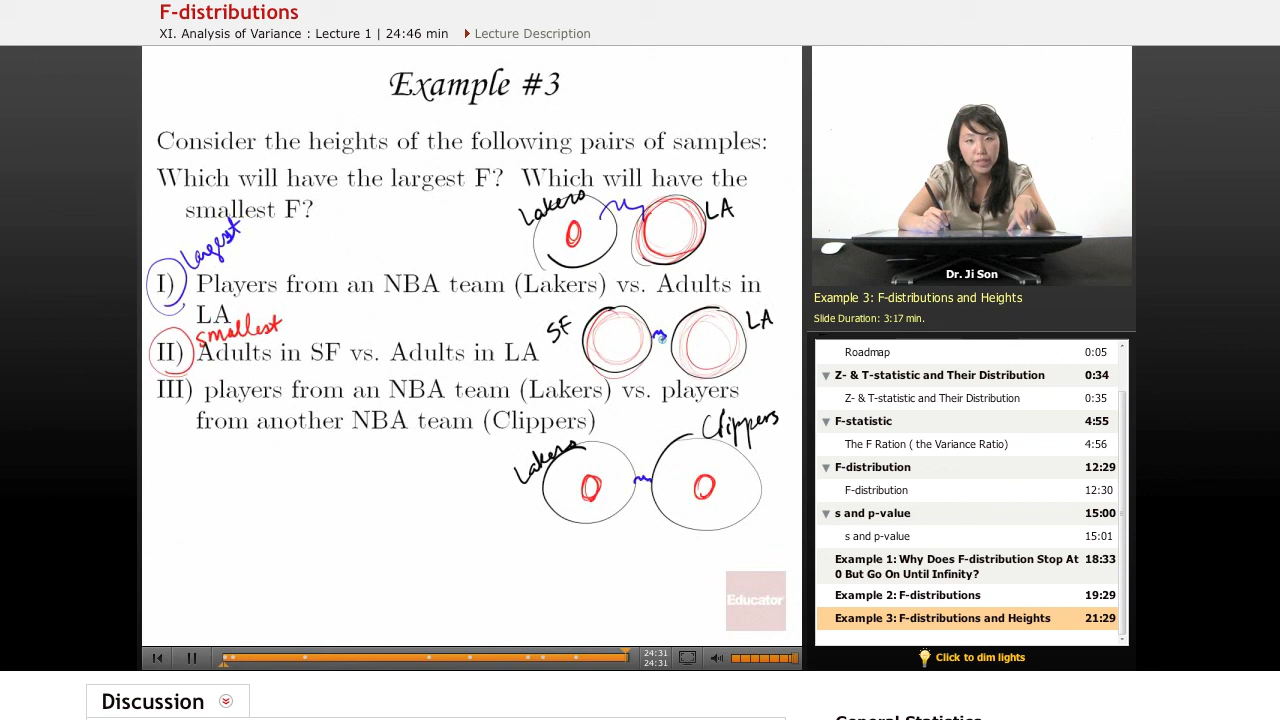 F-distributions
XI. Analysis of Variance : Lecture 1 | 24:46 min
Lecture Description
Example #3
Consider the heights of the following pairs of samples:
Which will have the largest F? Which will have the
smallest F?
Lakers
LA
largest
I) Players from an NBA team (Lakers) vs. Adults in
LA
smallest
SF
LA
II) Adults in SF vs. Adults in LA
III) players from an NBA team (Lakers) vs. players
from another NBA team (Clippers)
Lakers
Clippers
Educator
24:31
24:31
Dr. Ji Son
Example 3: F-distributions and Heights
Slide Duration: 3:17 min.
Roadmap 0:05
Z- & T-statistic and Their Distribution 0:34
Z- & T-statistic and Their Distribution 0:35
F-statistic 4:55
The F Ration ( the Variance Ratio) 4:56
F-distribution 12:29
F-distribution 12:30
s and p-value 15:00
s and p-value 15:01
Example 1: Why Does F-distribution Stop At 18:33
0 But Go On Until Infinity?
Example 2: F-distributions 19:29
Example 3: F-distributions and Heights 21:29
Click to dim lights
Discussion
General Statistics